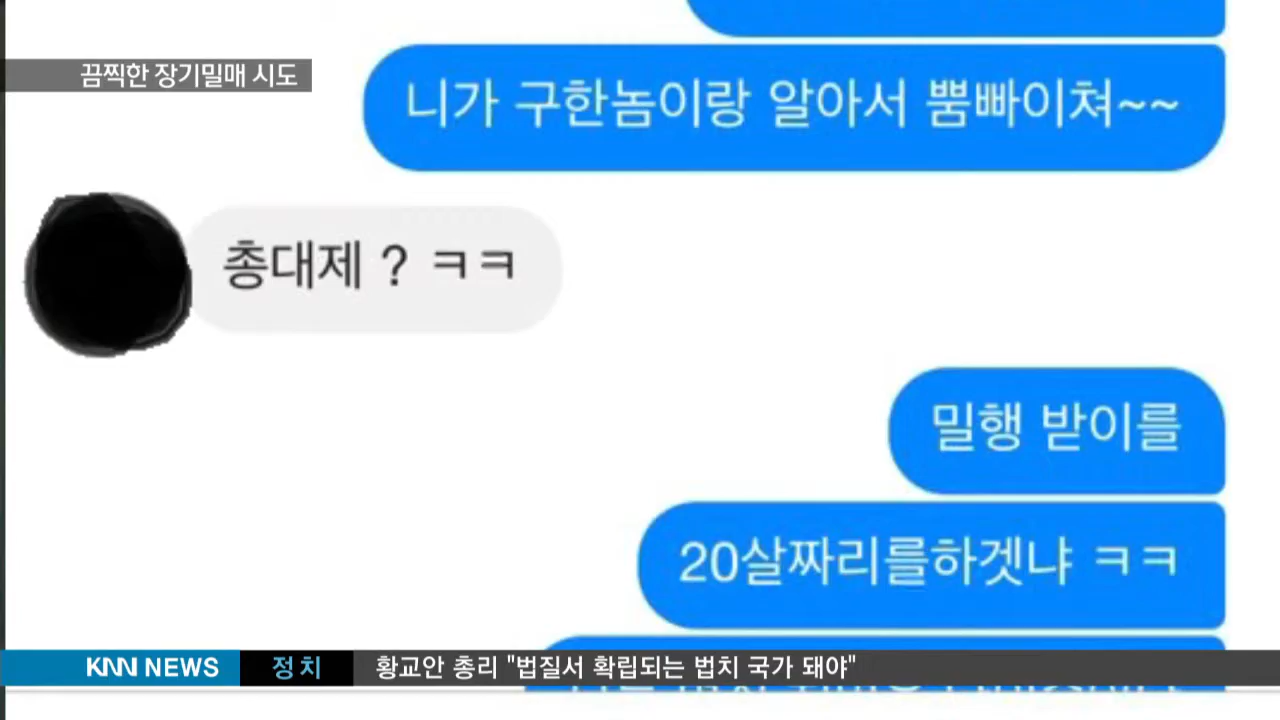 끔찍한 장기밀매 시도
니가 구한놈이랑 알아서 뿜빠이쳐~~
총대제 ? ㅋㅋ
밀행 받이를
20살짜리를하겟냐 ㅋㅋ
KNN NEWS 정치 황교안 총리 "법질서 확립되는 법치 국가 돼야"